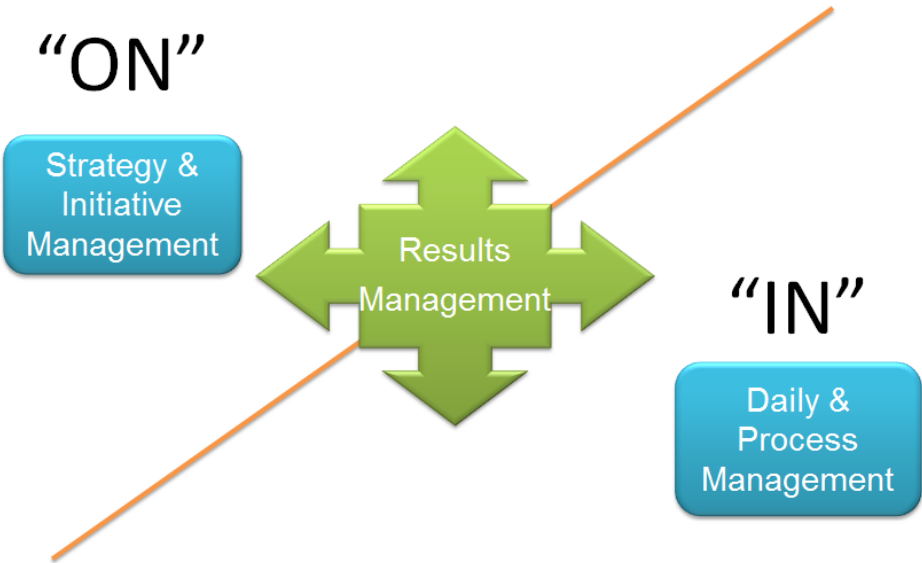 “ON”
Strategy &
Initiative
Management
Results
Management
“IN”
Daily &
Process
Management